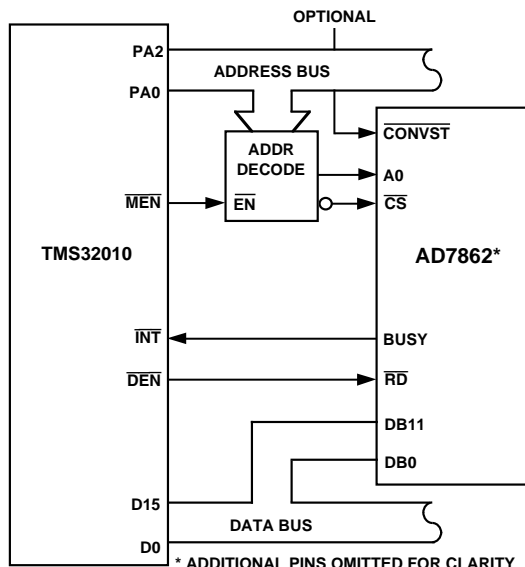 OPTIONAL
PA2
ADDRESS BUS
PA0
ADDR
DECODE
CONVST
A0
MEN
EN
CS
TMS32010
AD7862*
INT
BUSY
DEN
RD
DB11
DB0
D15
DATA BUS
D0
* ADDITIONAL PINS OMITTED FOR CLARITY